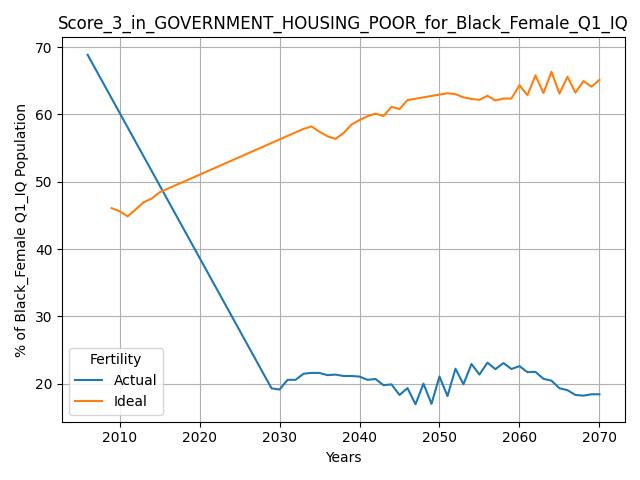 Score_3_in_GOVERNMENT_HOUSING_POOR_for_Black_Female_Q1_IQ
% of Black_Female Q1_IQ Population
70
60
50
40
30
20
Fertility
Actual
Ideal
2010 2020 2030 2040 2050 2060 2070
Years